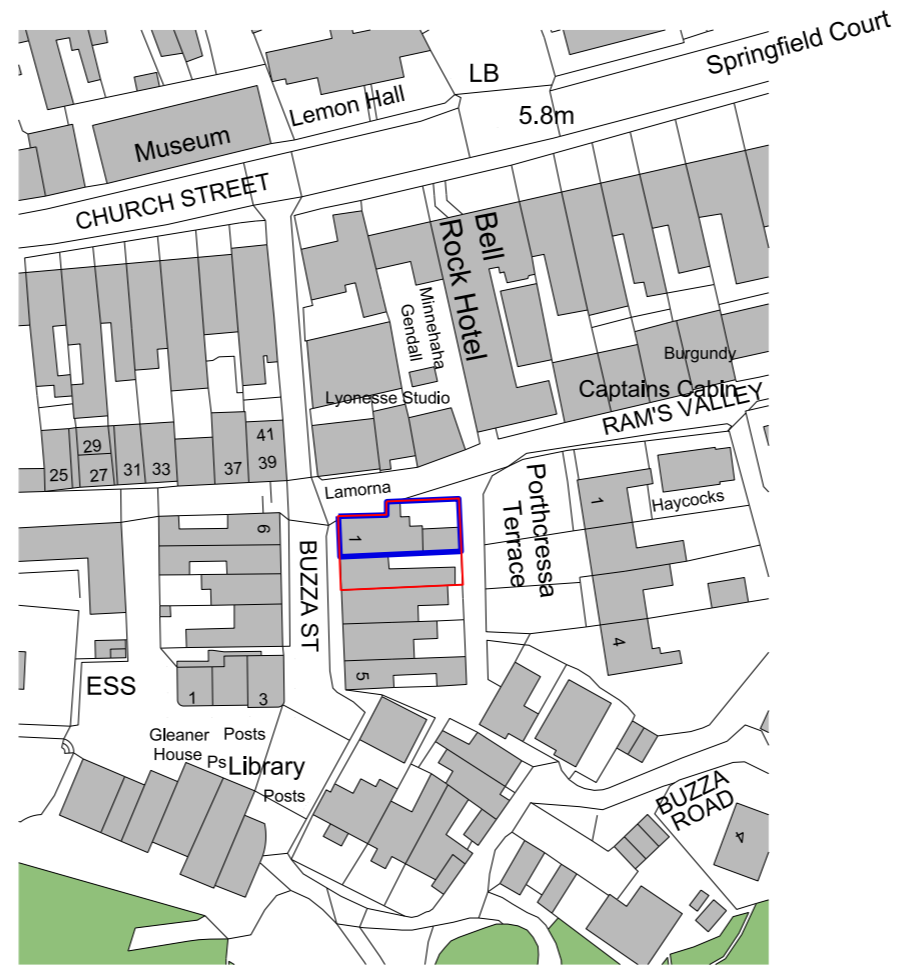 Springfield Court
LB
Lemon Hall
5.8m
Museum
CHURCH STREET
Bell
Rock Hotel
Minnehaha
Gendall
Burgundy
Captains Cabin
Lyonesse Studio
RAM'S VALLEY
41
29
25
27
31
33
37
39
Lamorna
Porthcressa
Terrace
1
Haycocks
6
1
BUZZA ST
4
5
ESS
1
3
Gleaner
House
Posts
Ps
Library
Posts
BUZZA
ROAD
4